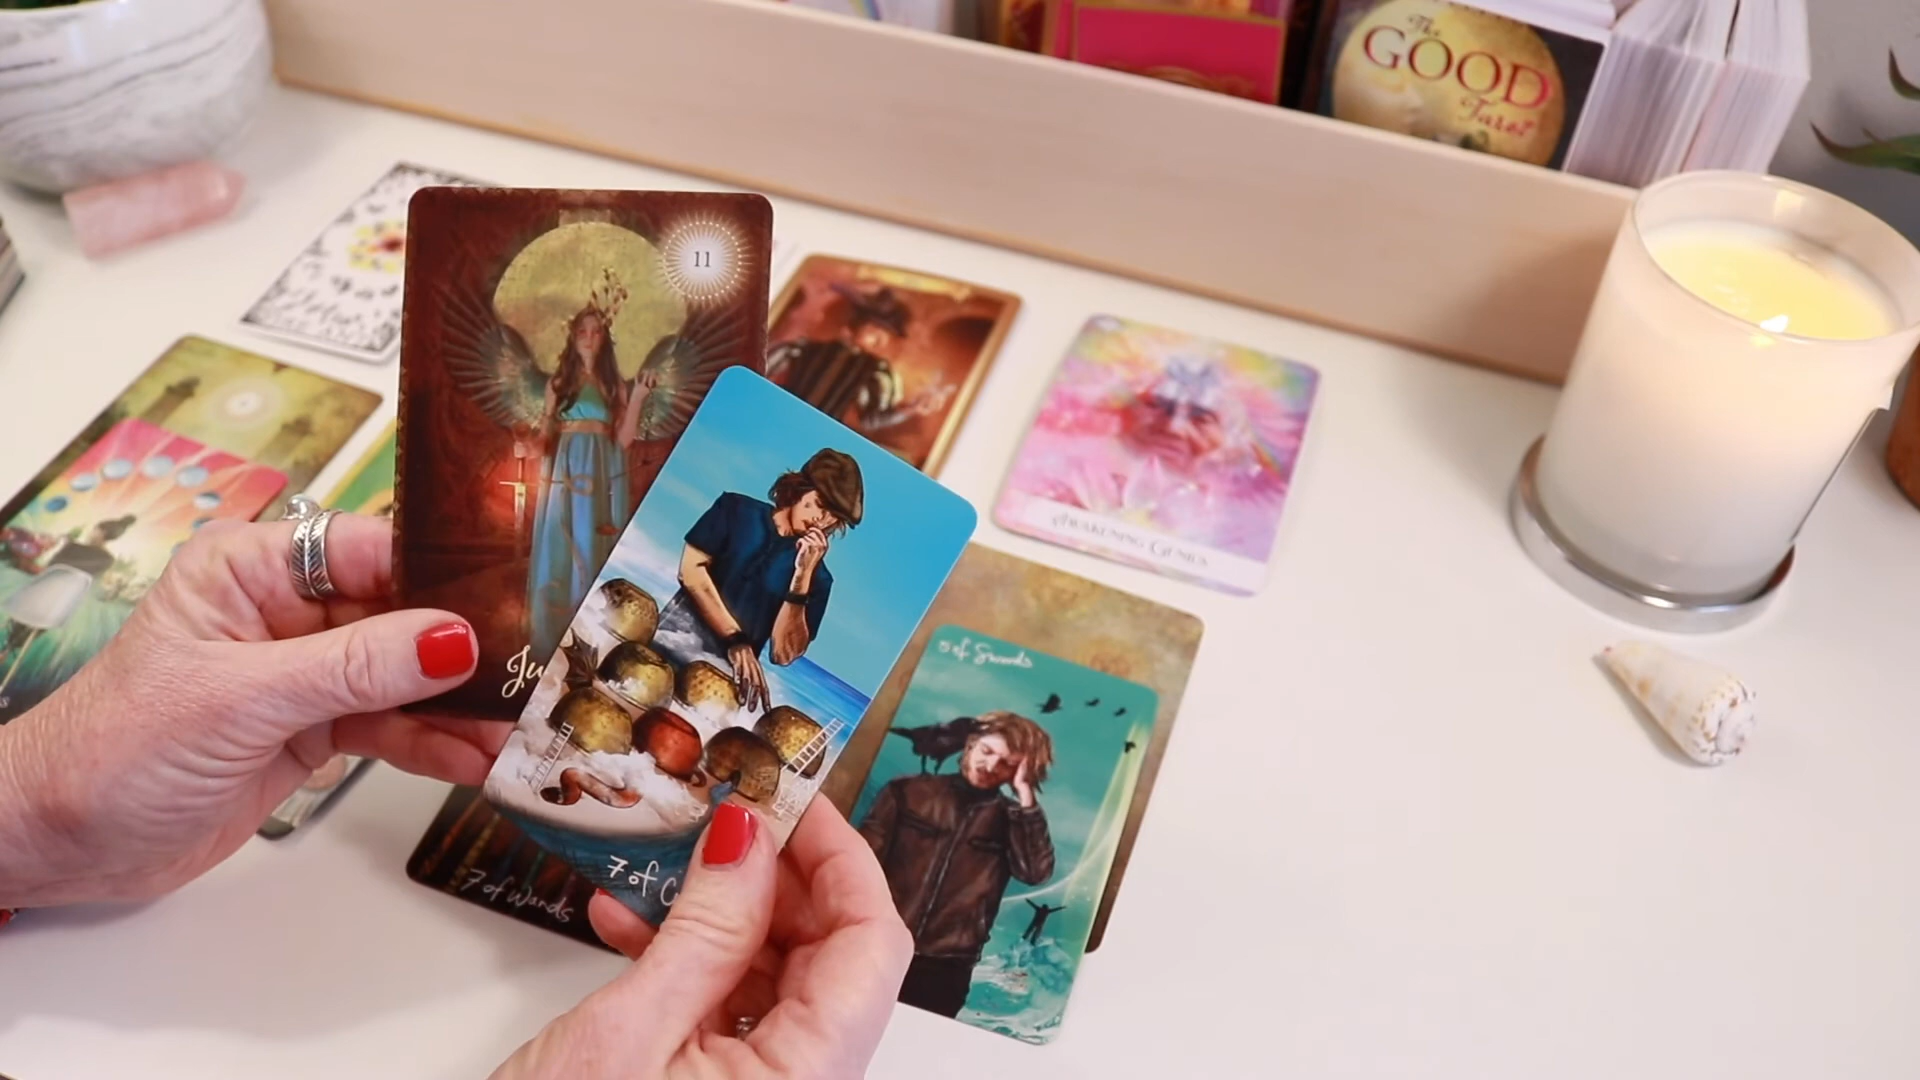 The
GOOD
Tarot
11
Ju
AWAKENING GENIUS
5 of Swords
7 of C
7 of Wands